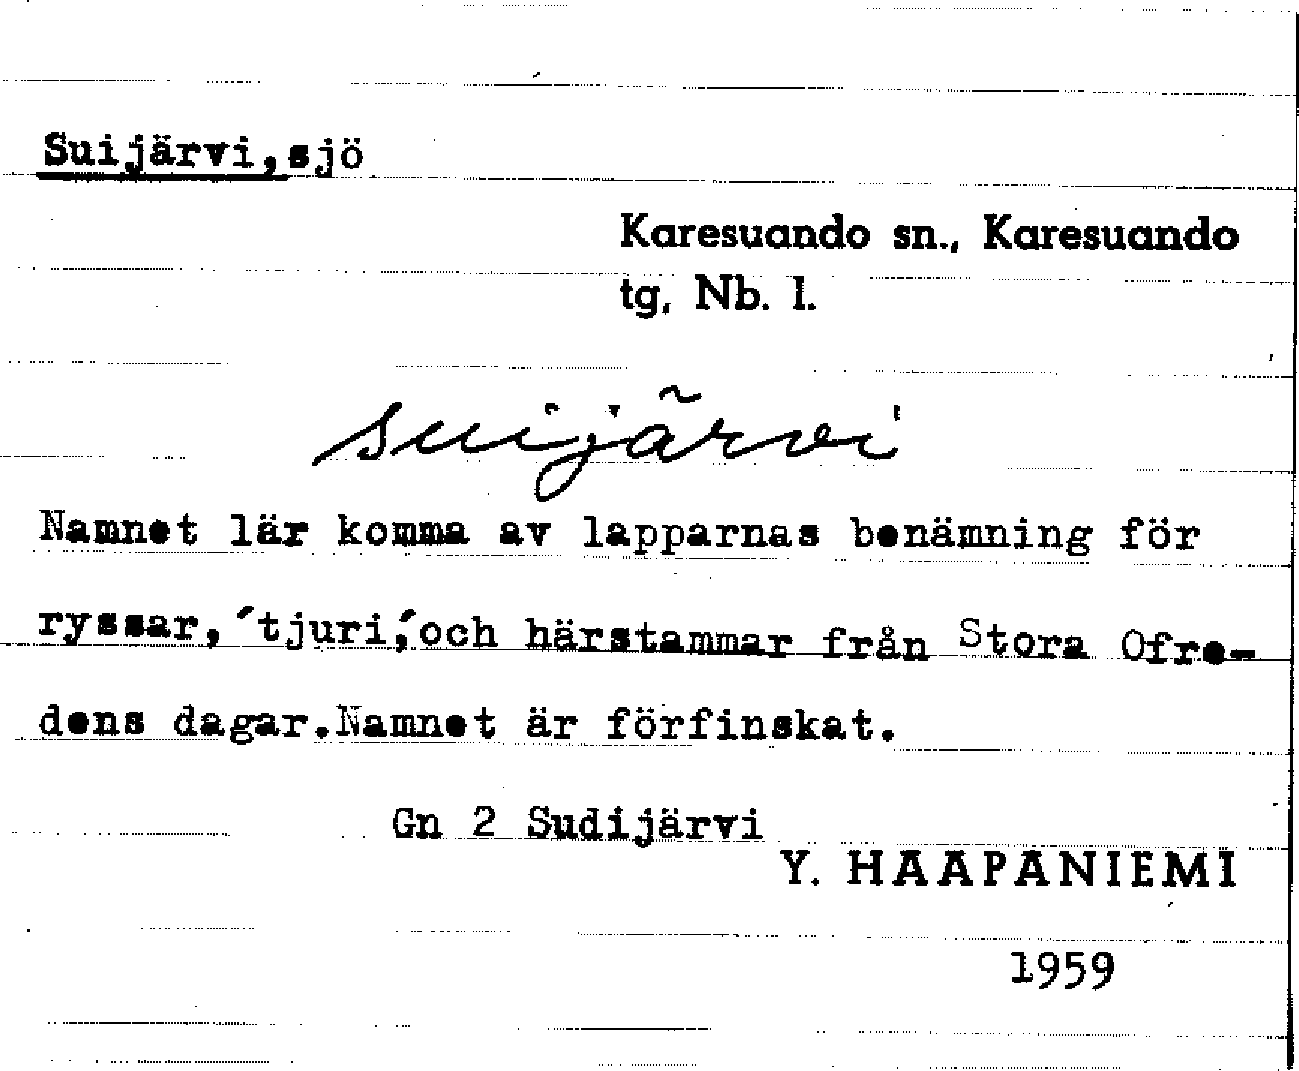 Suijärvi, sjö
Karesuando sn., Karesuando
tg, Nb. l.
suijärvi
Namnet lär komma av lapparnas benämning för
ryssar, ´tjuri,´och härstammar från Stora Ofre-
dens dagar.Namnet är förfinskat.
Gn 2 Sudijärvi
Y. HAAPANIEMI
1959